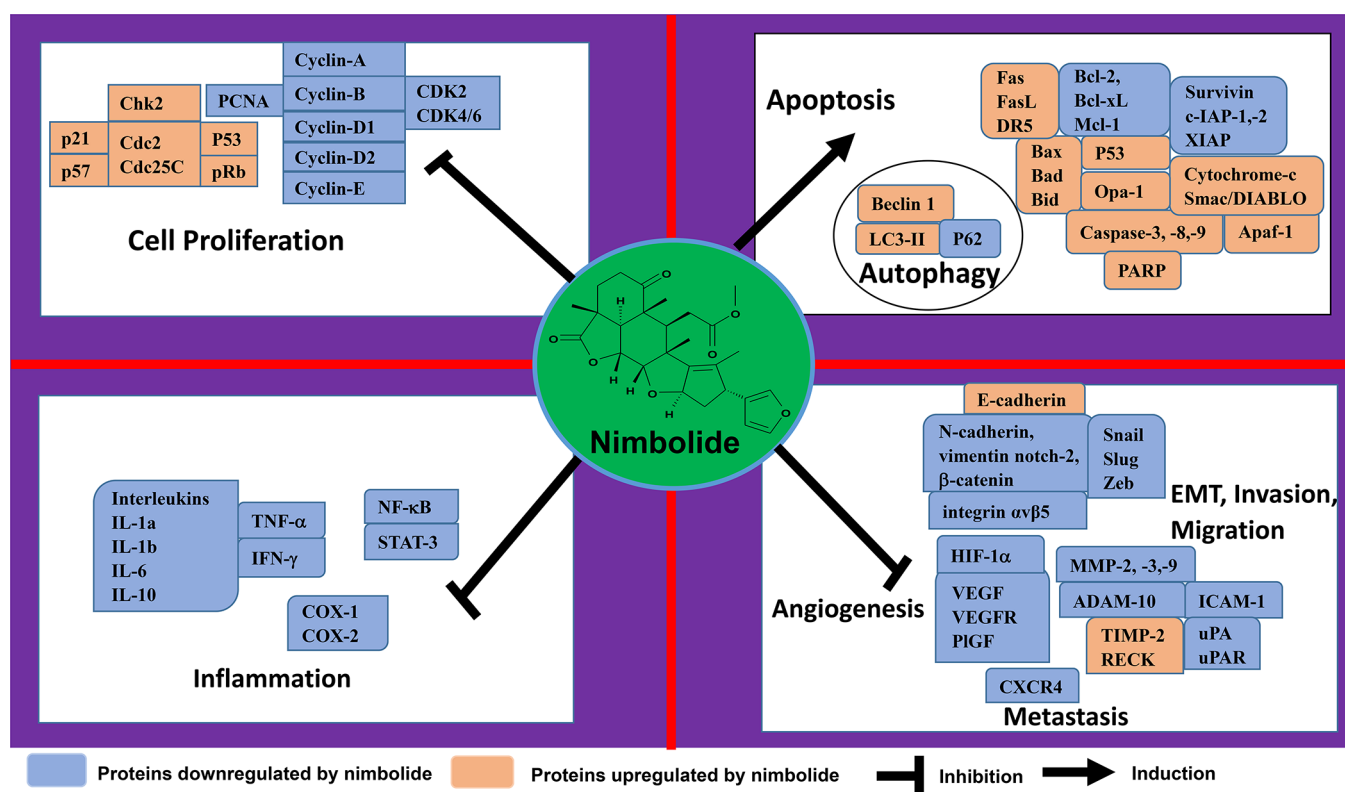 Cyclin-A
Cyclin-B
Cyclin-D1
Cyclin-D2
Cyclin-E
CDK2
CDK4/6
PCNA
Chk2
p21
p57
Cdc2
Cdc25C
P53
pRb
Cell Proliferation
Apoptosis
Fas
FasL
DR5
Bcl-2,
Bcl-xL
Mcl-1
Survivin
c-IAP-1,-2
XIAP
Bax
Bad
Bid
P53
Opa-1
Cytochrome-c
Smac/DIABLO
Caspase-3, -8,-9
Apaf-1
PARP
Beclin 1
LC3-II
P62
Autophagy
O
H
O
O
O
O
H
H
O
H
O
Nimbolide
Interleukins
IL-1a
IL-1b
IL-6
IL-10
TNF-α
IFN-γ
NF-κB
STAT-3
COX-1
COX-2
Inflammation
E-cadherin
N-cadherin,
vimentin notch-2,
β-catenin
Snail
Slug
Zeb
integrin αvβ5
EMT, Invasion,
Migration
HIF-1α
VEGF
VEGFR
PlGF
Angiogenesis
MMP-2, -3,-9
ADAM-10
ICAM-1
TIMP-2
RECK
uPA
uPAR
CXCR4
Metastasis
Proteins downregulated by nimbolide
Proteins upregulated by nimbolide
Inhibition
Induction